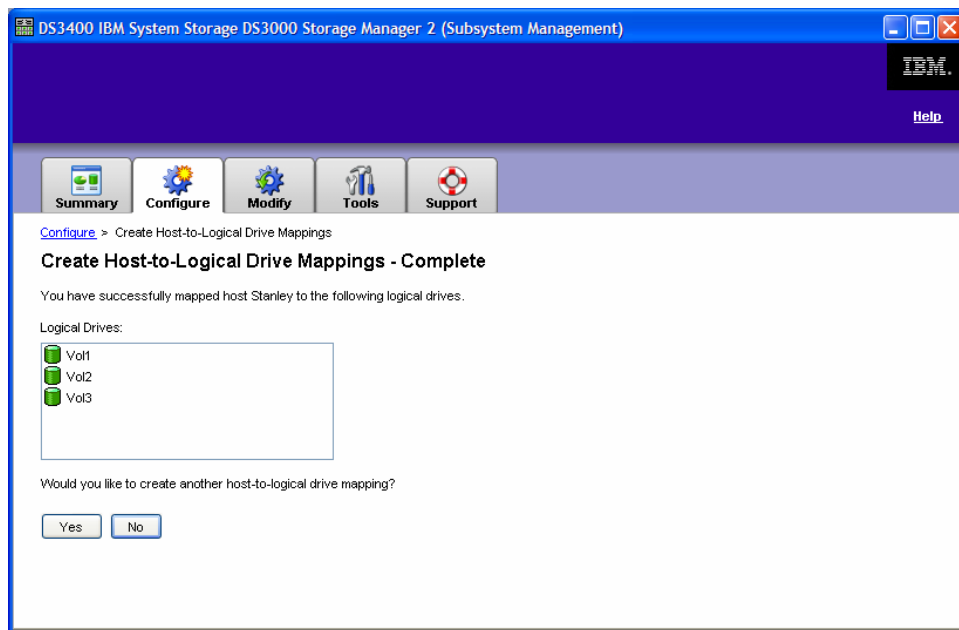 DS3400 IBM System Storage DS3000 Storage Manager 2 (Subsystem Management)
IBM.
Help
Summary
Configure
Modify
Tools
Support
Configure > Create Host-to-Logical Drive Mappings
Create Host-to-Logical Drive Mappings - Complete
You have successfully mapped host Stanley to the following logical drives.
Logical Drives:
Vol1
Vol2
Vol3
Would you like to create another host-to-logical drive mapping?
Yes
No